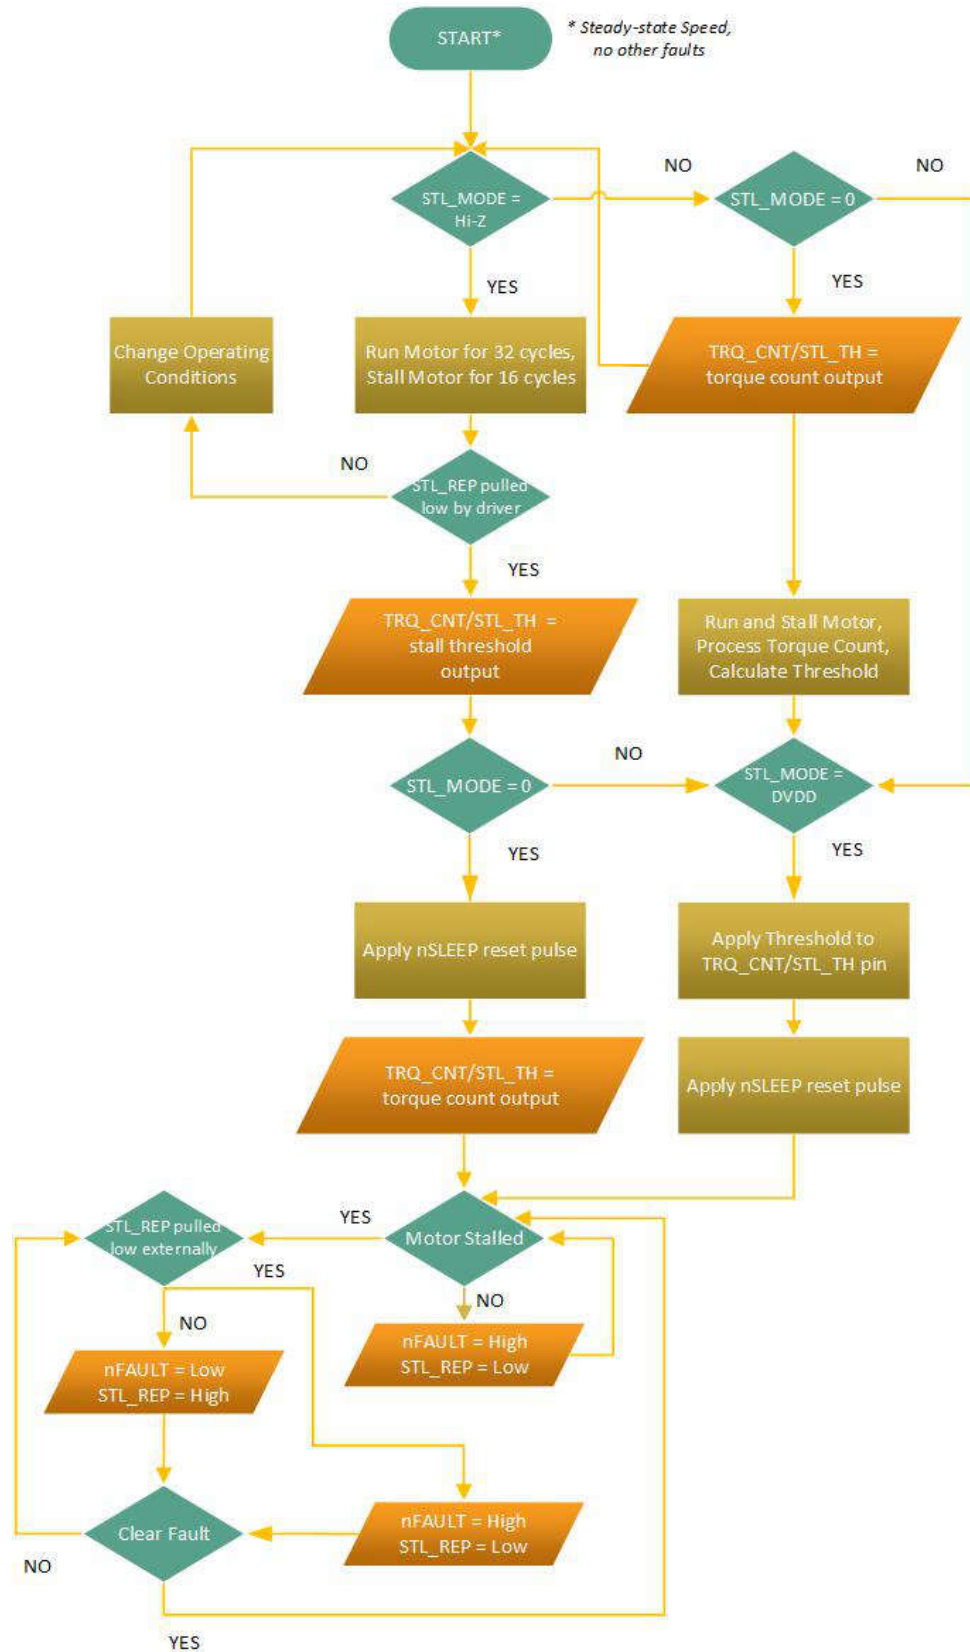 START*
* Steady-state Speed,
no other faults
STL_MODE =
Hi-Z
NO
STL_MODE = 0
NO
YES
YES
Change Operating
Conditions
Run Motor for 32 cycles,
Stall Motor for 16 cycles
TRQ_CNT/STL_TH =
torque count output
NO
STL_REP pulled
low by driver
YES
TRQ_CNT/STL_TH =
stall threshold
output
Run and Stall Motor,
Process Torque Count,
Calculate Threshold
STL_MODE = 0
NO
STL_MODE =
DVDD
YES
YES
Apply nSLEEP reset pulse
Apply Threshold to
TRQ_CNT/STL_TH pin
TRQ_CNT/STL_TH =
torque count output
Apply nSLEEP reset pulse
STL_REP pulled
low externally
YES
Motor Stalled
YES
NO
NO
nFAULT = High
STL_REP = Low
nFAULT = Low
STL_REP = High
Clear Fault
nFAULT = High
STL_REP = Low
NO
YES